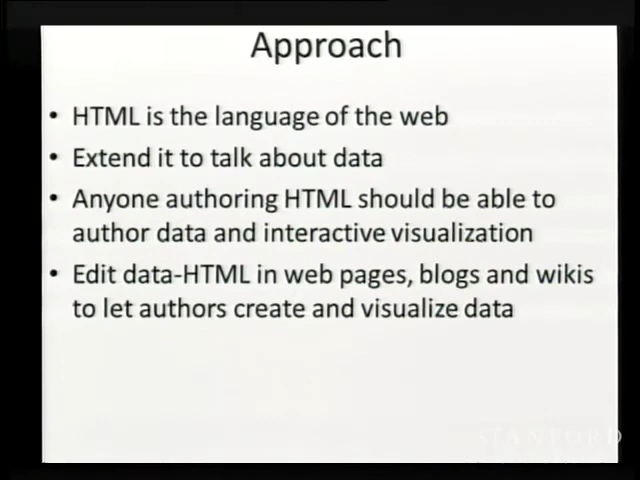 Approach
• HTML is the language of the web
• Extend it to talk about data
• Anyone authoring HTML should be able to
author data and interactive visualization
• Edit data-HTML in web pages, blogs and wikis
to let authors create and visualize data
STANFORD